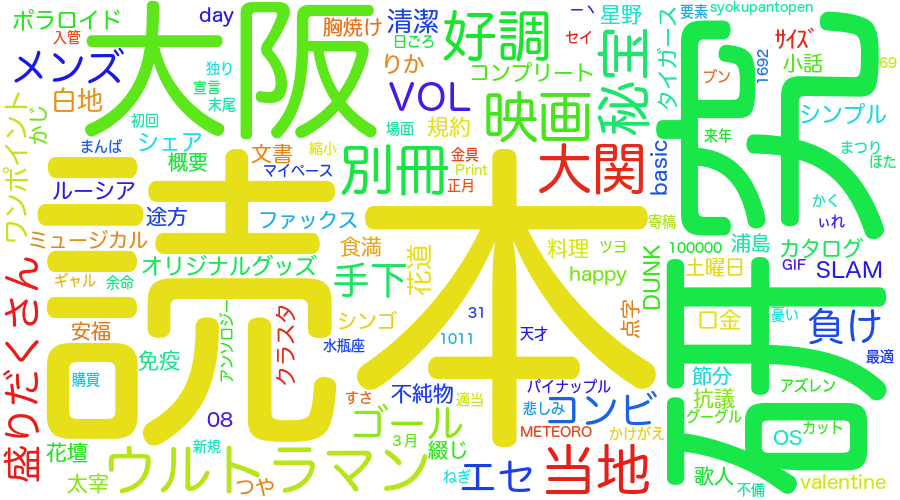 ポラロイド
入管
メンズ
白地
かじ
ワンポイント
大阪
独り
宣言
末尾
初回
シェア
まんば
概要
ルーシア
途方
ミュージカル
オリジナルグッズ
ギャル
余命
安福
免疫
購買
盛りだくさん
花壇
太宰
読本
day
胸焼け
清潔
日ごろ
りか
VOL
規約
場面
文書
縮小
マイペース
ファックス
別冊
金具
Print
正月
食満
手下
花道
シンゴ
アンソロジー
クラスタ
水瓶座
不純物
すさ
適当
08
新規
ゴール
3月
綴じ
ウルトラマン
つや
ねぎ
エセ
好調
コンプリート
映画
大関
料理
ツヨ
happy
31
1011
天才
点字
パイナップル
悲しみ
コンビ
METEORO
かけがえ
当地
星野
要素
syokupantopen
セイ
秘宝
タイガース
basic
寄稿
100000
DUNK
土曜日
口金
節分
抗議
グーグル
歌人
不備
研究
ブン
1692
ｻｲｽﾞ
小話
69
シンプル
来年
まつり
ほた
かく
ぃれ
浦島
カタログ
GIF
SLAM
憂い
負け
最適
アズレン
カット
OS
valentine